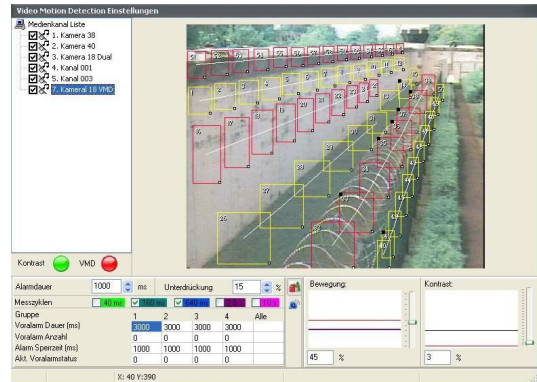 Video Motion Detection Einstellungen
Medienkanal Liste
1. Kamera 38
2. Kamera 40
3. Kamera 18 Dual
4. Kanal 001
5. Kanal 003
7. Kameral 18 VMD
Kontrast VMD
Alarmdauer 1000 ms Unterdrückung 15 %
Messzyklen 40 ms 160 ms 640 ms 2,5 s 10 s
Gruppe 1 2 3 4 Alle
Voralarm Dauer (ms) 3000 3000 3000 3000
Voralarm Anzahl 0 0 0 0
Alarm Sperrzeit (ms) 1000 1000 1000 1000
Akt. Voralarmstatus 0 0 0 0
Bewegung:
45 %
Kontrast:
3 %
X: 40 Y:390